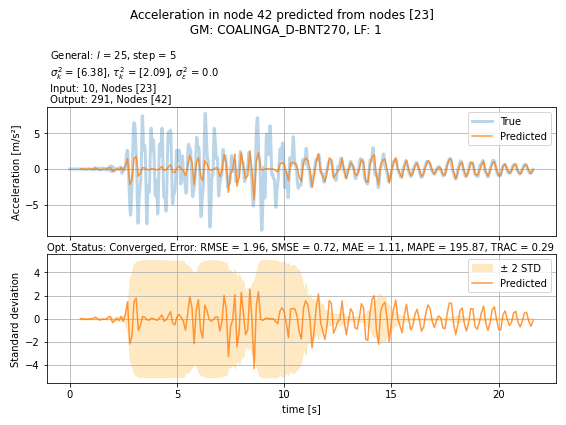 Acceleration in node 42 predicted from nodes [23]
GM: COALINGA_D-BNT270, LF: 1
General: l = 25, step = 5
σ²ₖ = [6.38], τ²ₖ = [2.09], σ²ε = 0.0
Input: 10, Nodes [23]
Output: 291, Nodes [42]
Acceleration [m/s²]
5
0
−5
True
Predicted
Opt. Status: Converged, Error: RMSE = 1.96, SMSE = 0.72, MAE = 1.11, MAPE = 195.87, TRAC = 0.29
Standard deviation
4
2
0
−2
−4
± 2 STD
Predicted
0 5 10 15 20
time [s]